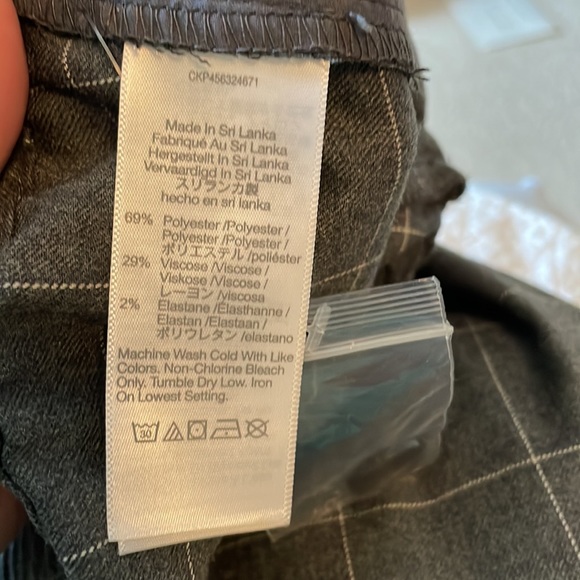 CKP456324671
Made In Sri Lanka
Fabriqué Au Sri Lanka
Hergestellt In Sri Lanka
Vervaardigd In Sri Lanka
スリランカ製
hecho en sri lanka
69% Polyester /Polyester /
Polyester /Polyester /
ポリエステル /poliéster
29% Viscose /Viscose /
Viskose /Viscose /
レーヨン /viscosa
2% Elastane /Élasthanne /
Elastan /Elastaan /
ポリウレタン /elastano
Machine Wash Cold With Like
Colors. Non-Chlorine Bleach
Only. Tumble Dry Low. Iron
On Lowest Setting.
30